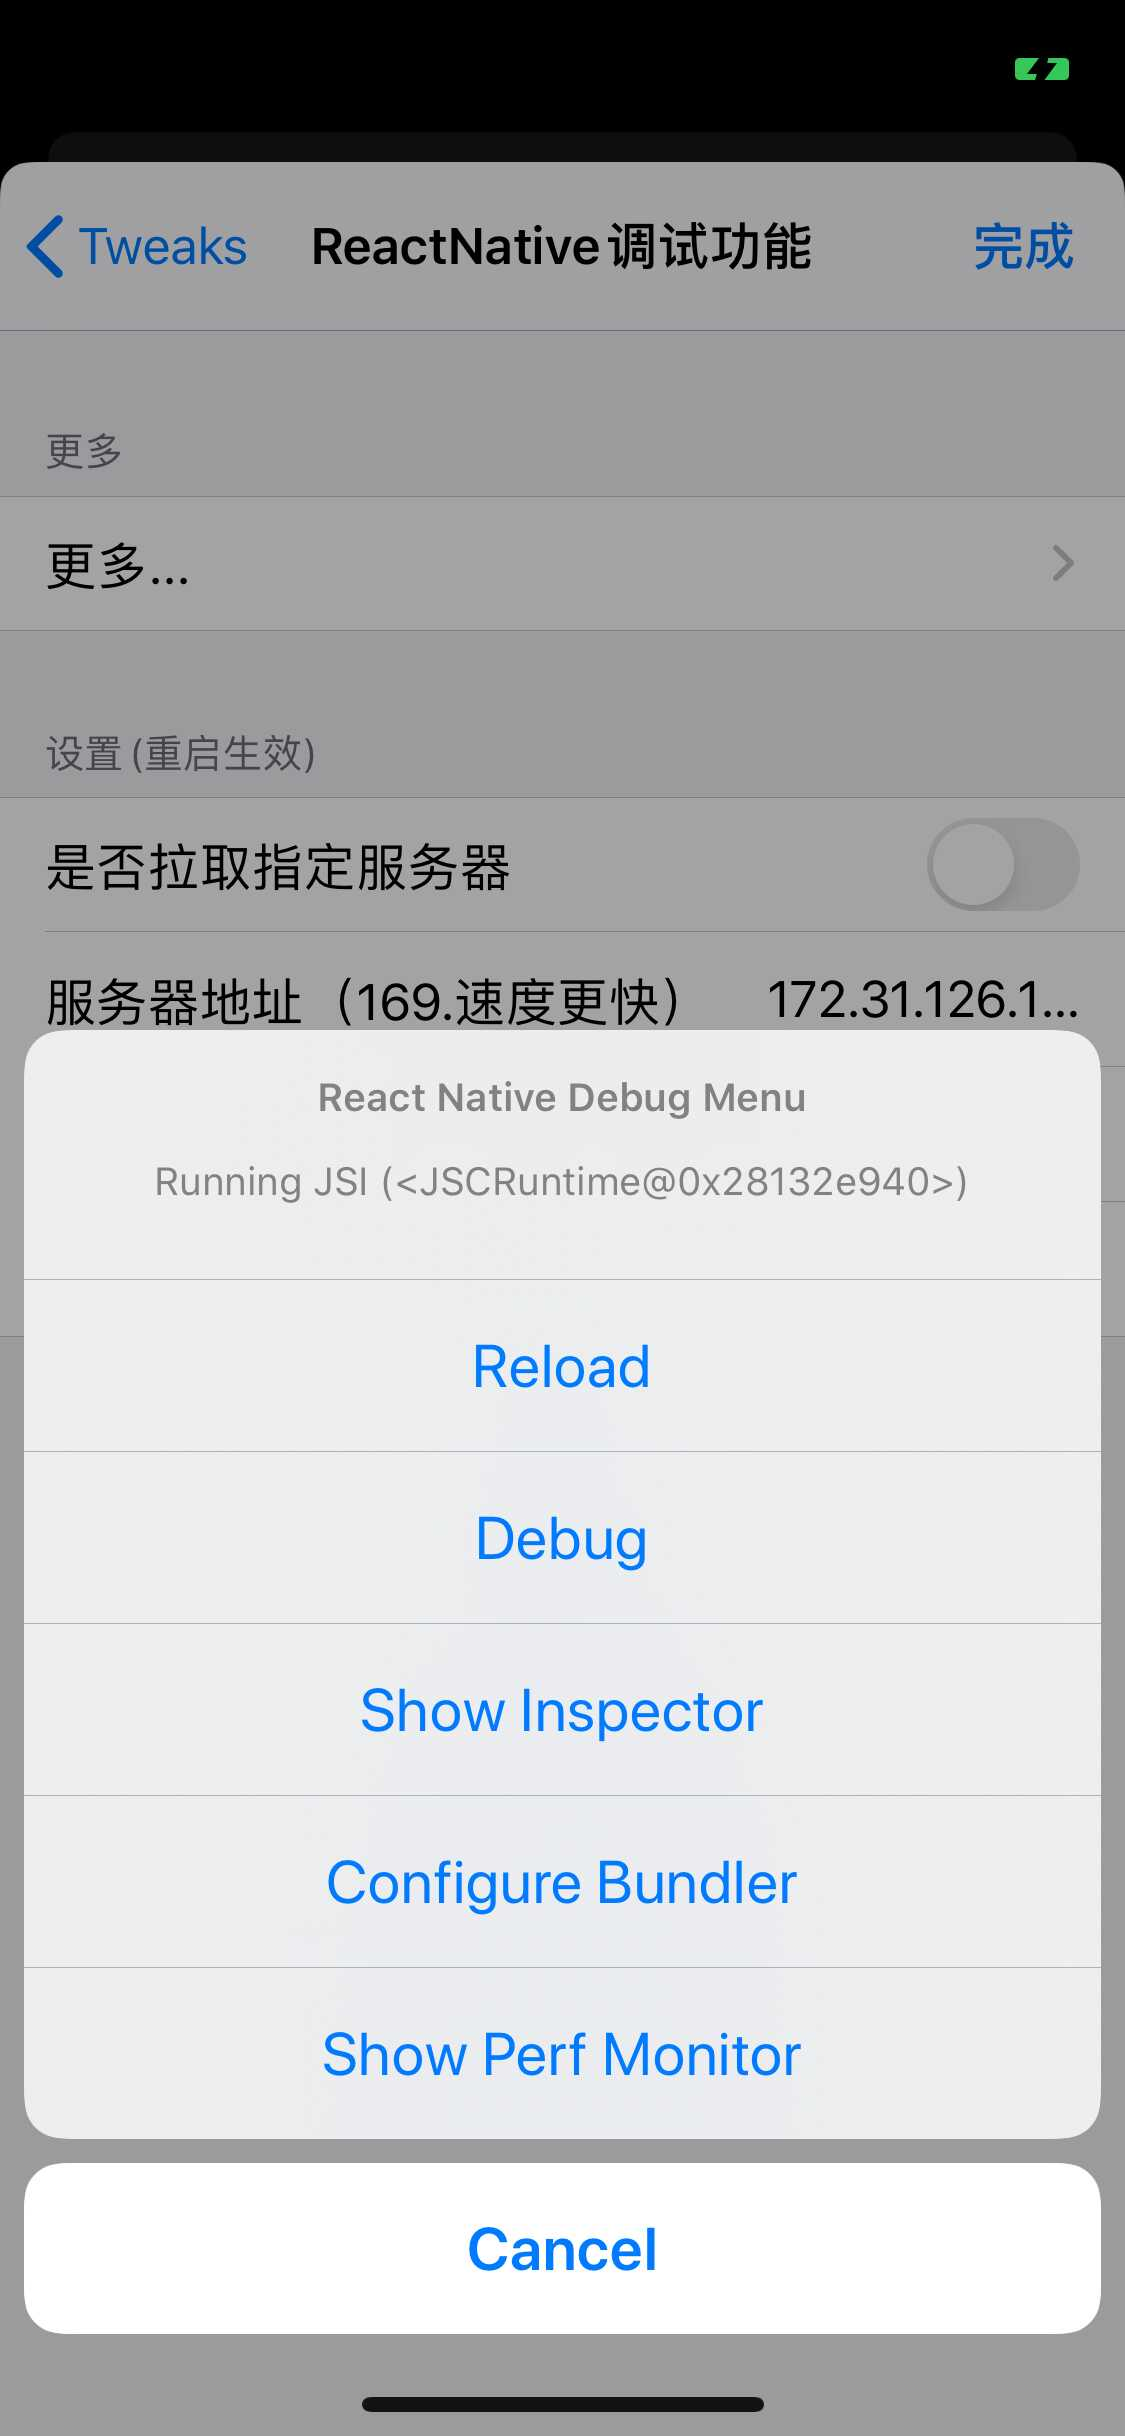 Tweaks
ReactNative调试功能
完成
更多
更多...
设置 (重启生效)
是否拉取指定服务器
服务器地址（169.速度更快）
172.31.126.1...
React Native Debug Menu
Running JSI (<JSCRuntime@0x28132e940>)
Reload
Debug
Show Inspector
Configure Bundler
Show Perf Monitor
Cancel